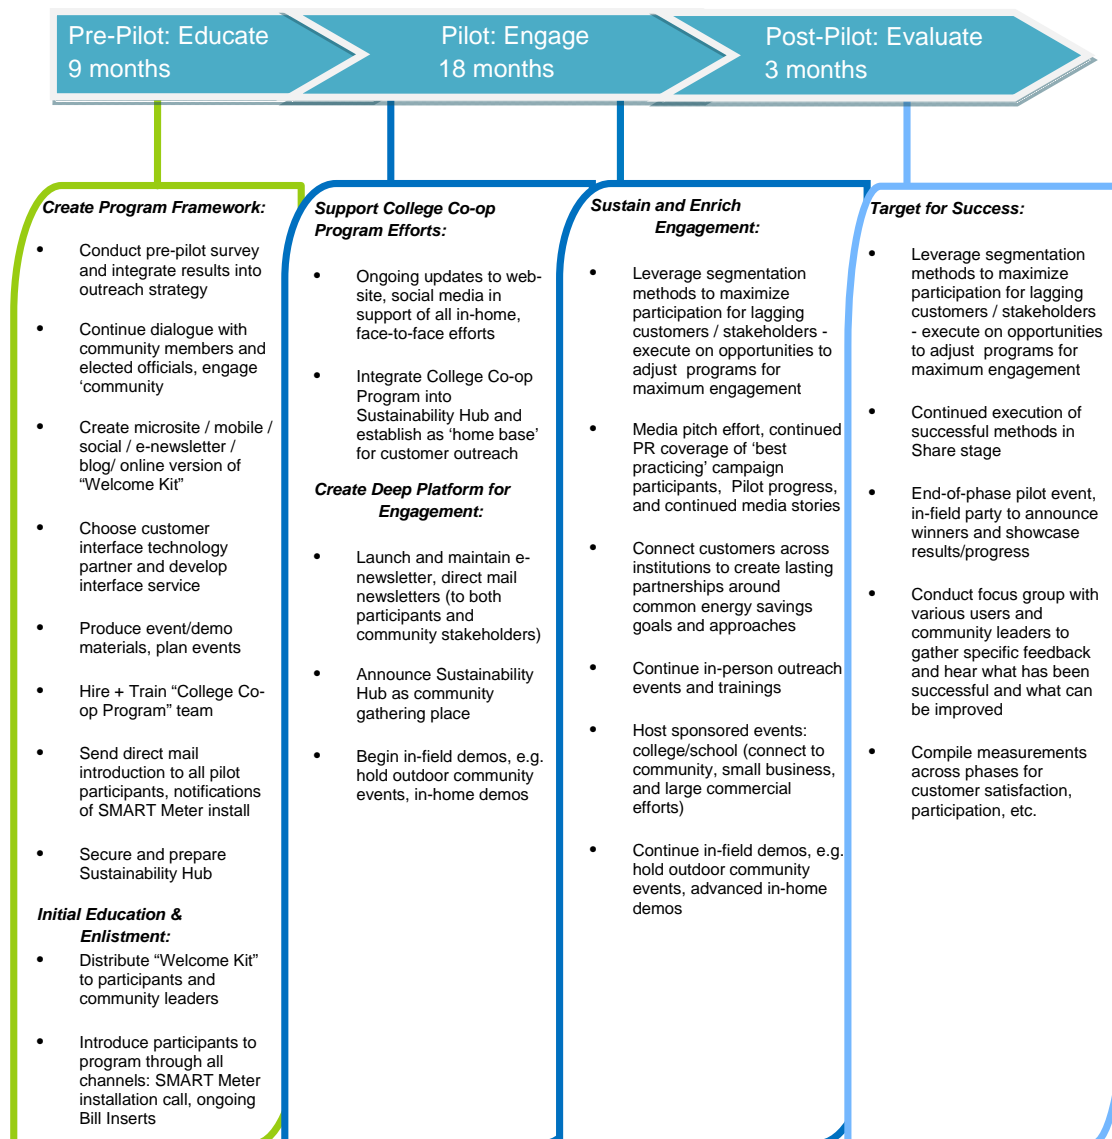 Pre-Pilot: Educate
9 months
Pilot: Engage
18 months
Post-Pilot: Evaluate
3 months
Create Program Framework:
• Conduct pre-pilot survey
and integrate results into
outreach strategy
• Continue dialogue with
community members and
elected officials, engage
‘community
• Create microsite / mobile /
social / e-newsletter /
blog/ online version of
“Welcome Kit”
• Choose customer
interface technology
partner and develop
interface service
• Produce event/demo
materials, plan events
• Hire + Train “College Co-
op Program” team
• Send direct mail
introduction to all pilot
participants, notifications
of SMART Meter install
• Secure and prepare
Sustainability Hub
Initial Education &
Enlistment:
• Distribute “Welcome Kit”
to participants and
community leaders
• Introduce participants to
program through all
channels: SMART Meter
installation call, ongoing
Bill Inserts
Support College Co-op
Program Efforts:
• Ongoing updates to web-
site, social media in
support of all in-home,
face-to-face efforts
• Integrate College Co-op
Program into
Sustainability Hub and
establish as ‘home base’
for customer outreach
Create Deep Platform for
Engagement:
• Launch and maintain e-
newsletter, direct mail
newsletters (to both
participants and
community stakeholders)
• Announce Sustainability
Hub as community
gathering place
• Begin in-field demos, e.g.
hold outdoor community
events, in-home demos
Sustain and Enrich
Engagement:
• Leverage segmentation
methods to maximize
participation for lagging
customers / stakeholders -
execute on opportunities to
adjust programs for
maximum engagement
• Media pitch effort, continued
PR coverage of ‘best
practicing’ campaign
participants, Pilot progress,
and continued media stories
• Connect customers across
institutions to create lasting
partnerships around
common energy savings
goals and approaches
• Continue in-person outreach
events and trainings
• Host sponsored events:
college/school (connect to
community, small business,
and large commercial
efforts)
• Continue in-field demos, e.g.
hold outdoor community
events, advanced in-home
demos
Target for Success:
• Leverage segmentation
methods to maximize
participation for lagging
customers / stakeholders
- execute on opportunities
to adjust programs for
maximum engagement
• Continued execution of
successful methods in
Share stage
• End-of-phase pilot event,
in-field party to announce
winners and showcase
results/progress
• Conduct focus group with
various users and
community leaders to
gather specific feedback
and hear what has been
successful and what can
be improved
• Compile measurements
across phases for
customer satisfaction,
participation, etc.